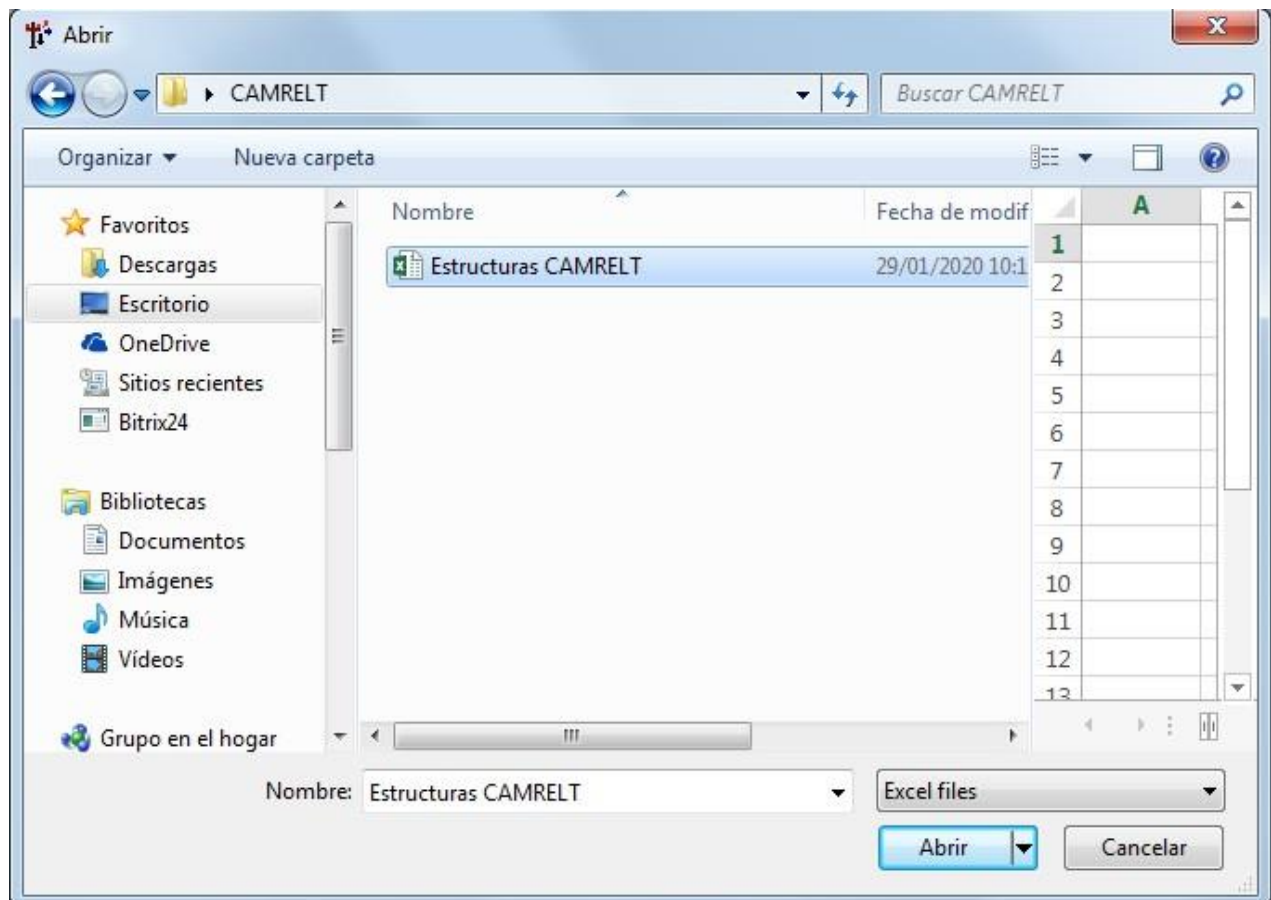 Abrir
CAMRELT
Buscar CAMRELT
Organizar
Nueva carpeta
Favoritos
Descargas
Escritorio
OneDrive
Sitios recientes
Bitrix24
Bibliotecas
Documentos
Imágenes
Música
Vídeos
Grupo en el hogar
Nombre
Fecha de modif
Estructuras CAMRELT
29/01/2020 10:1
A
1
2
3
4
5
6
7
8
9
10
11
12
13
Nombre: Estructuras CAMRELT
Excel files
Abrir
Cancelar